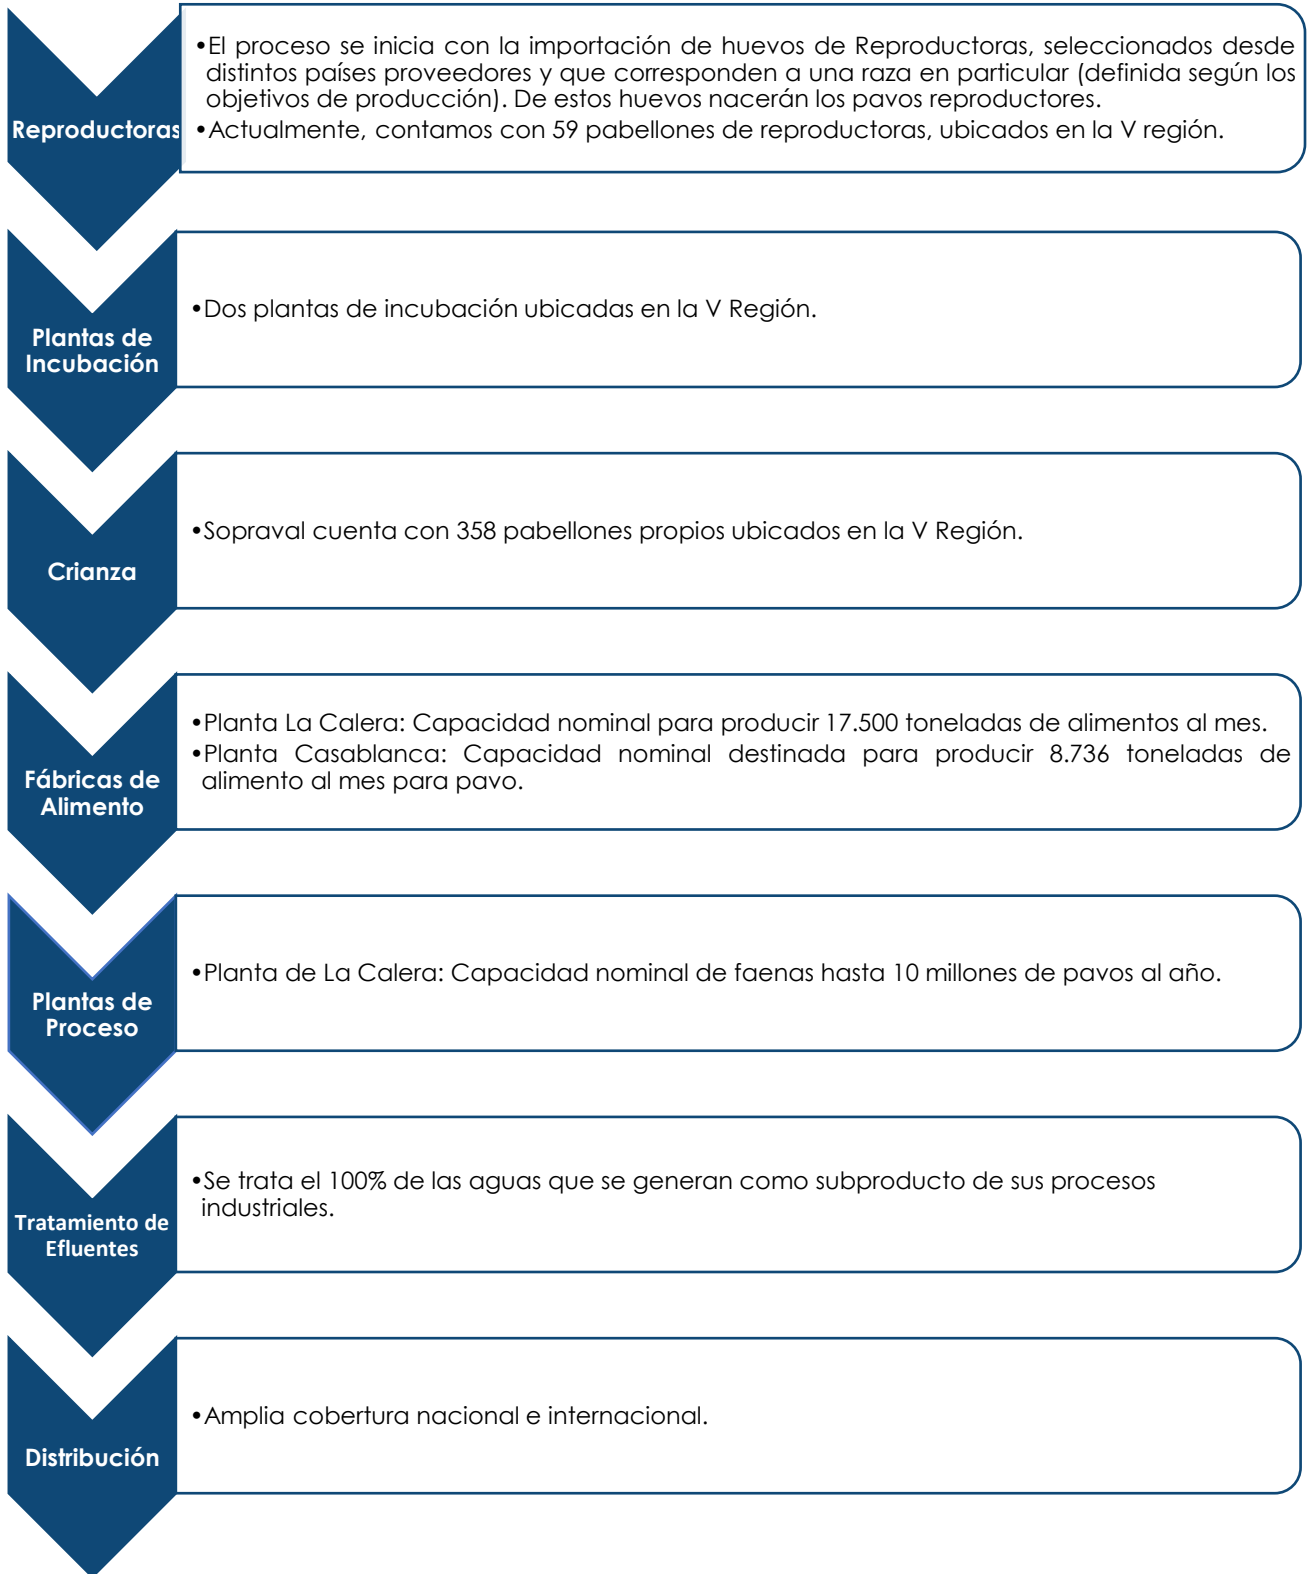 •El proceso se inicia con la importación de huevos de Reproductoras, seleccionados desde
distintos países proveedores y que corresponden a una raza en particular (definida según los
objetivos de producción). De estos huevos nacerán los pavos reproductores.
Reproductoras
•Actualmente, contamos con 59 pabellones de reproductoras, ubicados en la V región.
Plantas de
Incubación
•Dos plantas de incubación ubicadas en la V Región.
Crianza
•Sopraval cuenta con 358 pabellones propios ubicados en la V Región.
Fábricas de
Alimento
•Planta La Calera: Capacidad nominal para producir 17.500 toneladas de alimentos al mes.
•Planta Casablanca: Capacidad nominal destinada para producir 8.736 toneladas de
alimento al mes para pavo.
Plantas de
Proceso
•Planta de La Calera: Capacidad nominal de faenas hasta 10 millones de pavos al año.
Tratamiento de
Efluentes
•Se trata el 100% de las aguas que se generan como subproducto de sus procesos
industriales.
Distribución
•Amplia cobertura nacional e internacional.